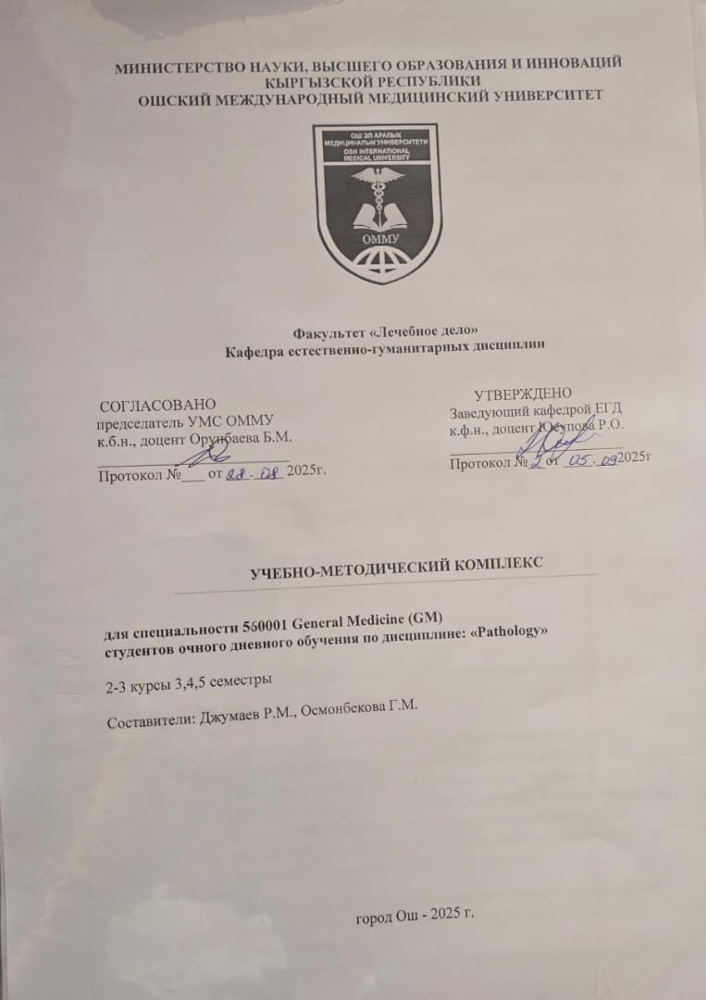 МИНИСТЕРСТВО НАУКИ, ВЫСШЕГО ОБРАЗОВАНИЯ И ИННОВАЦИЙ
КЫРГЫЗСКОЙ РЕСПУБЛИКИ
ОШСКИЙ МЕЖДУНАРОДНЫЙ МЕДИЦИНСКИЙ УНИВЕРСИТЕТ
ОШ ЭЛ АРАЛЫК
МЕДИЦИНАЛЫК УНИВЕРСИТЕТИ
OSH INTERNATIONAL
MEDICAL UNIVERSITY
ОММУ
Факультет «Лечебное дело»
Кафедра естественно-гуманитарных дисциплин
СОГЛАСОВАНО
председатель УМС ОММУ
к.б.н., доцент Орунбаева Б.М.
Протокол №___ от 28. 08 2025г.
УТВЕРЖДЕНО
Заведующий кафедрой ЕГД
к.ф.н., доцент Юсупова Р.О.
Протокол № 2 от 05. 09 2025г
УЧЕБНО-МЕТОДИЧЕСКИЙ КОМПЛЕКС
для специальности 560001 General Medicine (GM)
студентов очного дневного обучения по дисциплине: «Pathology»
2-3 курсы 3,4,5 семестры
Составители: Джумаев Р.М., Осмонбекова Г.М.
город Ош - 2025 г.